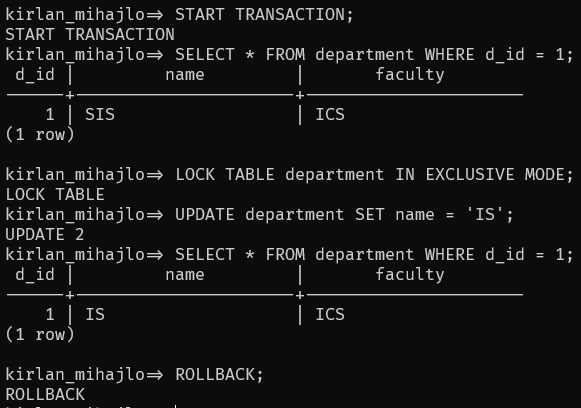 kirlan_mihajlo=> START TRANSACTION;
START TRANSACTION
kirlan_mihajlo=> SELECT * FROM department WHERE d_id = 1;
 d_id |         name         |       faculty
------+----------------------+----------------------
    1 | SIS                  | ICS
(1 row)

kirlan_mihajlo=> LOCK TABLE department IN EXCLUSIVE MODE;
LOCK TABLE
kirlan_mihajlo=> UPDATE department SET name = 'IS';
UPDATE 2
kirlan_mihajlo=> SELECT * FROM department WHERE d_id = 1;
 d_id |         name         |       faculty
------+----------------------+----------------------
    1 | IS                   | ICS
(1 row)

kirlan_mihajlo=> ROLLBACK;
ROLLBACK